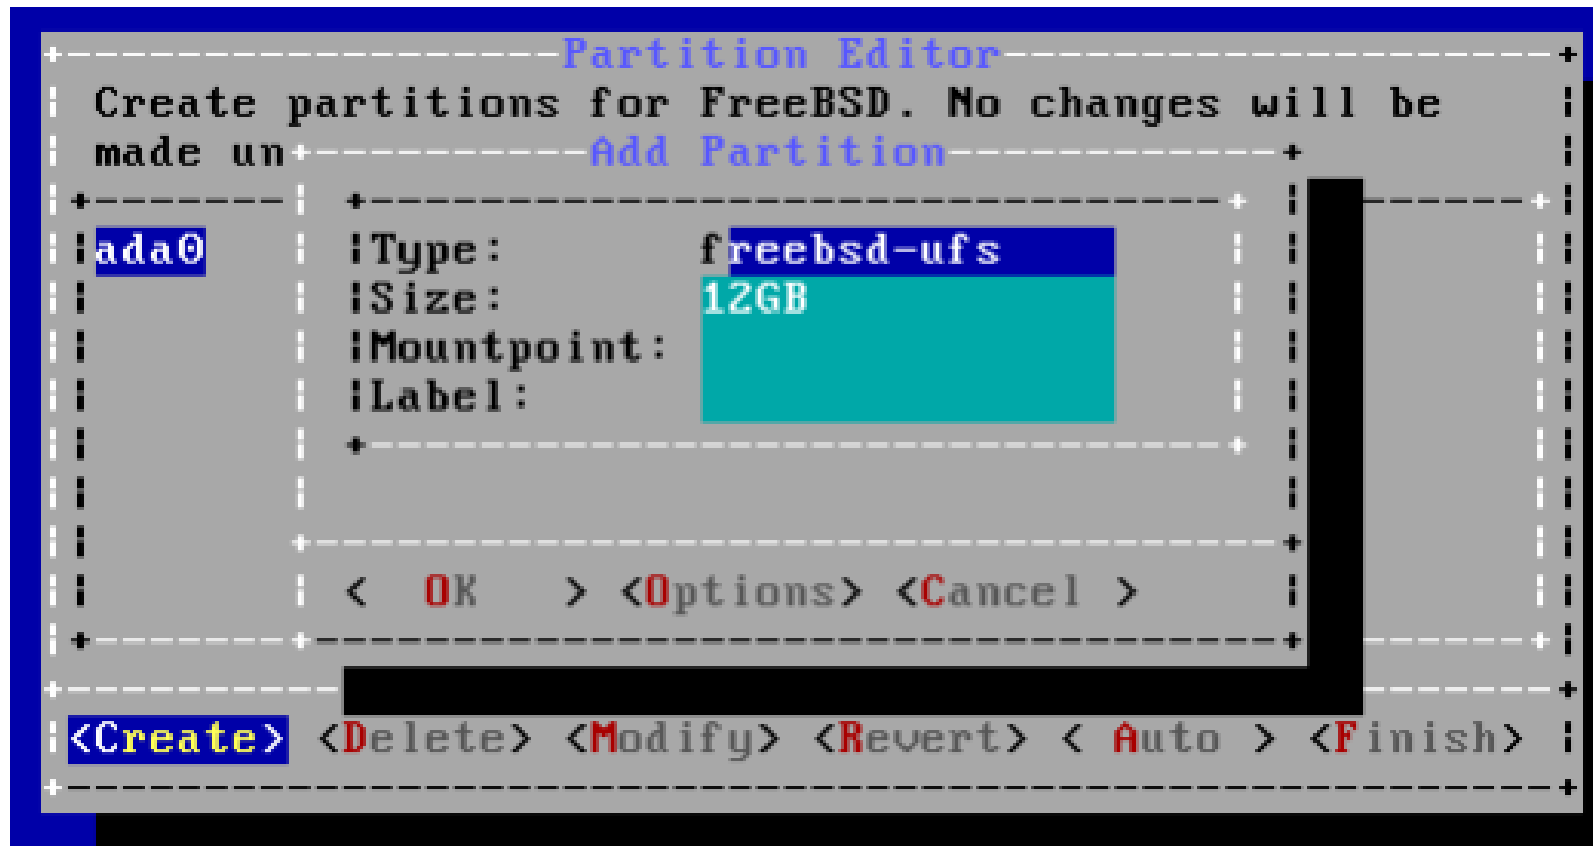 Partition Editor
Create partitions for FreeBSD. No changes will be
made un
Add Partition
ada0
Type: freebsd-ufs
Size: 12GB
Mountpoint:
Label:
< OK > <Options> <Cancel >
<Create> <Delete> <Modify> <Revert> < Auto > <Finish>